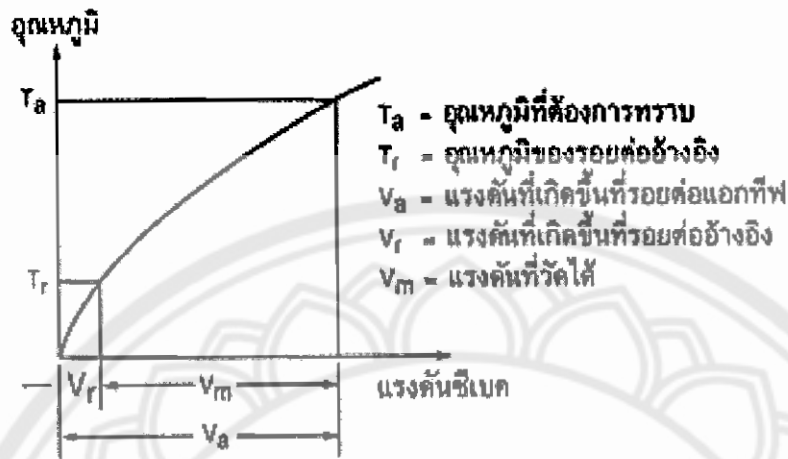 อุณหภูมิ
Ta
Ta = อุณหภูมิที่ต้องการทราบ
Tr = อุณหภูมิของรอยต่ออ้างอิง
Va = แรงดันที่เกิดขึ้นที่รอยต่อแอกทีฟ
Vr = แรงดันที่เกิดขึ้นที่รอยต่ออ้างอิง
Vm = แรงดันที่วัดได้
Tr
Vr
Vm
แรงดันซีเบค
Va